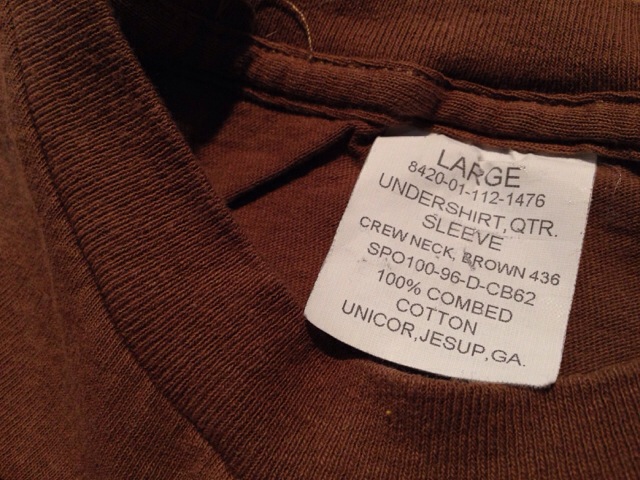 LARGE
8420-01-112-1476
UNDERSHIRT,QTR.
SLEEVE
CREW NECK, BROWN 436
SPO100-96-D-CB62
100% COMBED
COTTON
UNICOR,JESUP,GA.